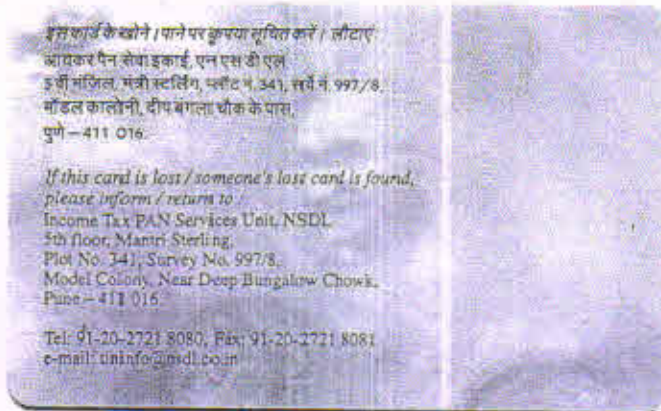 इस कार्ड के खोने / पाने पर कृपया सूचित करें / लौटाएं
आयकर पैन सेवा इकाई, एन एस डी एल
5 वीं मंजिल, मंत्री स्टर्लिंग, प्लॉट नं. 341, सर्वे नं. 997/8,
मॉडल कालोनी, दीप बंगला चौक के पास,
पुणे – 411 016.
If this card is lost / someone's lost card is found,
please inform / return to :
Income Tax PAN Services Unit, NSDL
5th floor, Mantri Sterling,
Plot No. 341, Survey No. 997/8,
Model Colony, Near Deep Bungalow Chowk,
Pune – 411 016.
Tel: 91-20-2721 8080, Fax: 91-20-2721 8081
e-mail: tininfo@nsdl.co.in